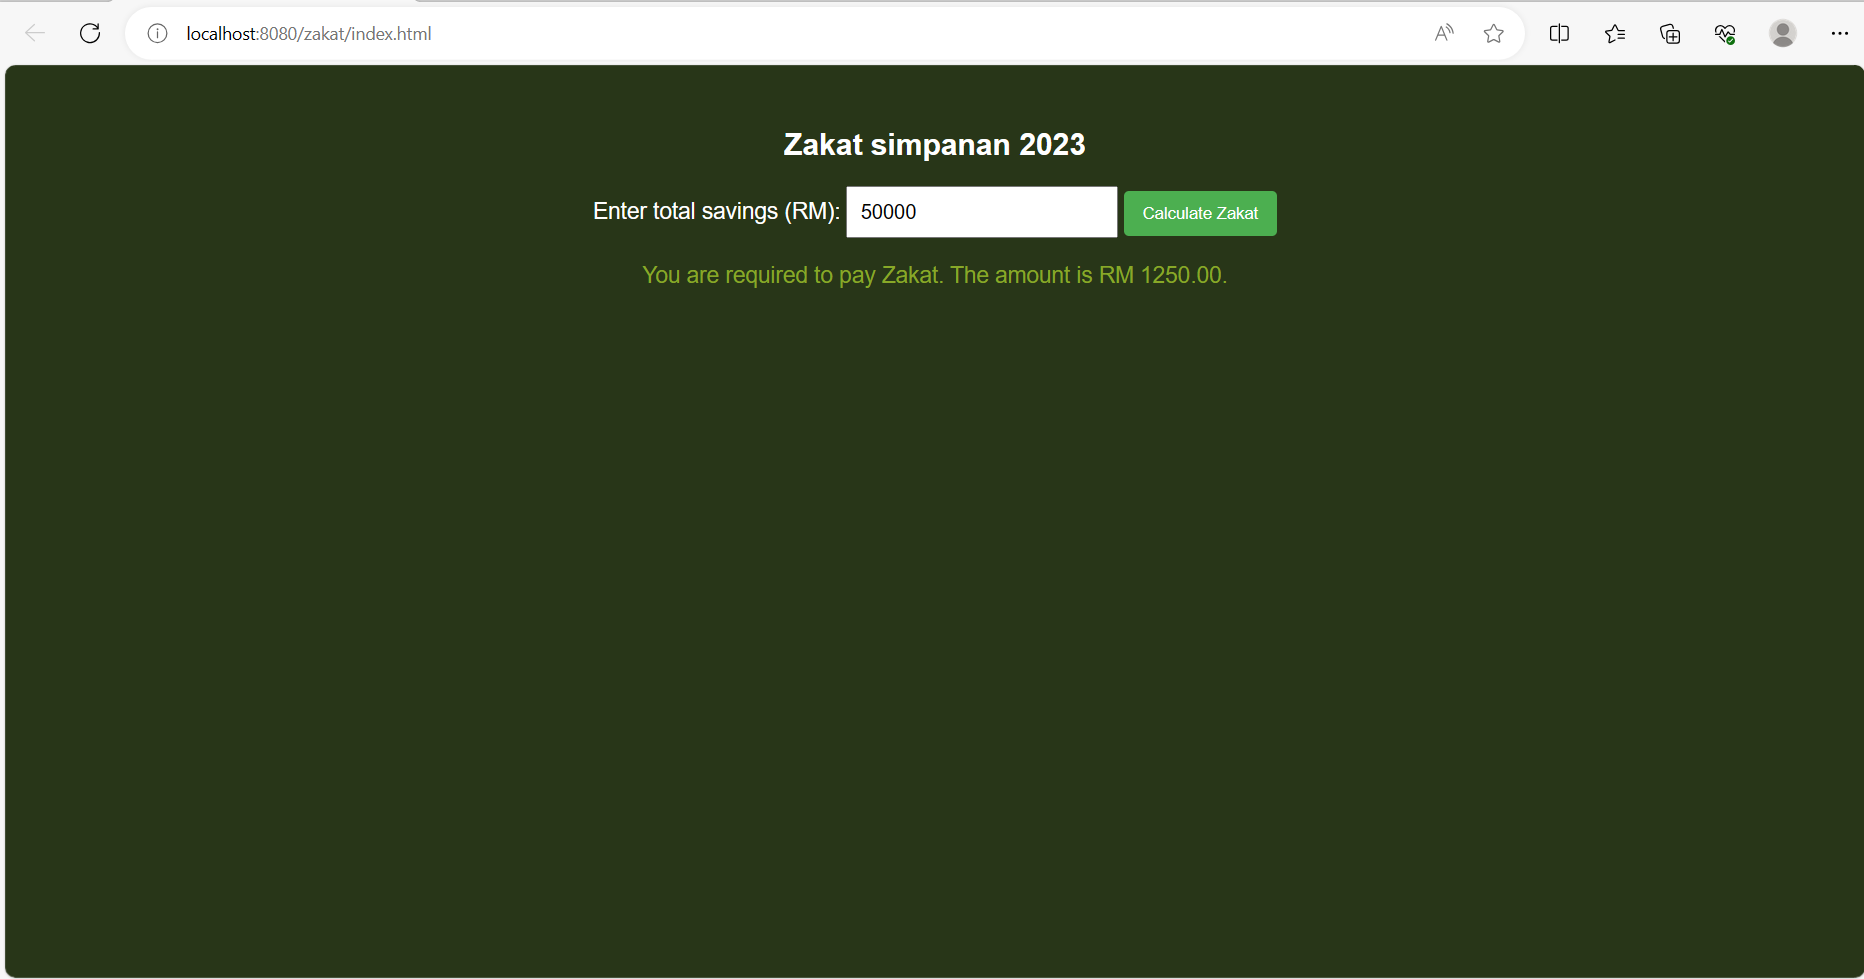 localhost:8080/zakat/index.html
Zakat simpanan 2023
Enter total savings (RM): 50000 Calculate Zakat
You are required to pay Zakat. The amount is RM 1250.00.